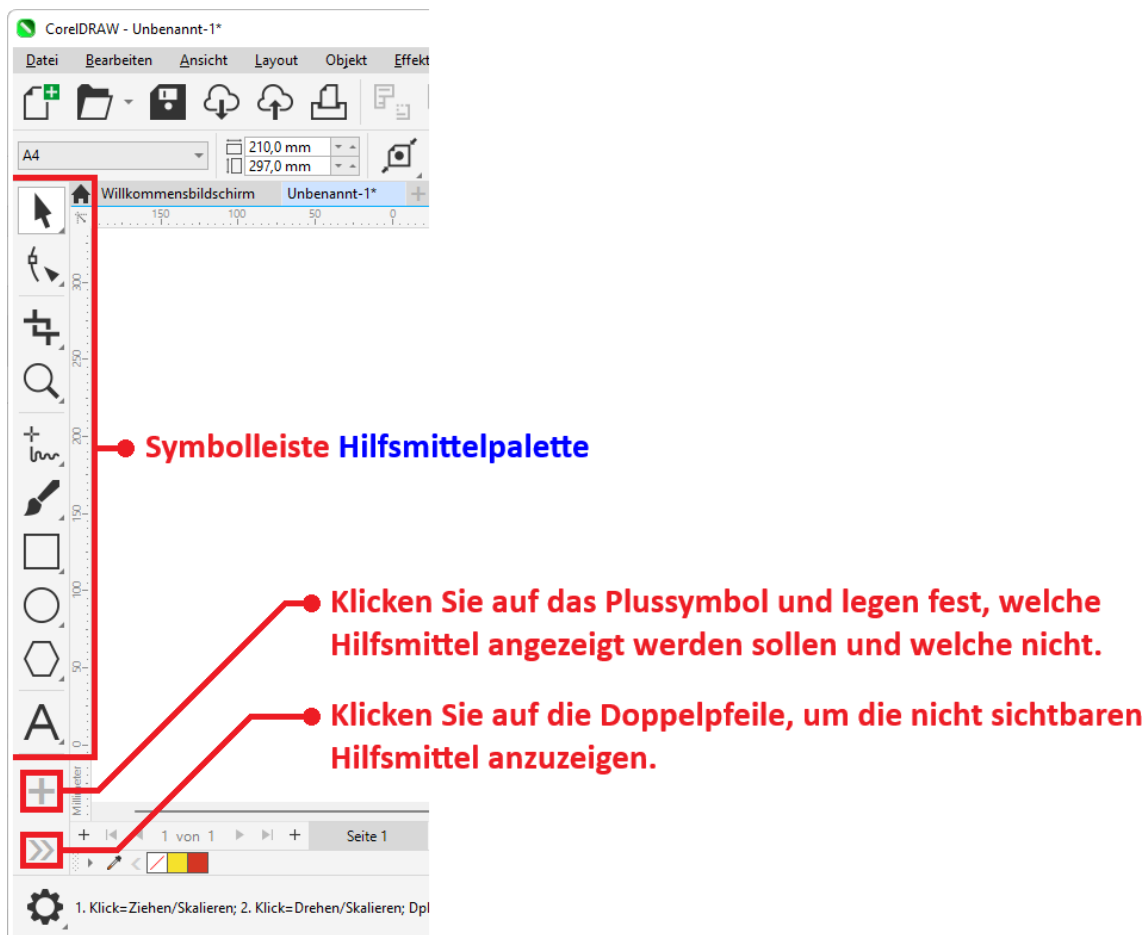 CorelDRAW - Unbenannt-1*
Datei Bearbeiten Ansicht Layout Objekt Effekt
A4
210,0 mm
297,0 mm
Willkommensbildschirm Unbenannt-1*
150 100 50 0
300
250
200
Symbolleiste Hilfsmittelpalette
150
100
Klicken Sie auf das Plussymbol und legen fest, welche
Hilfsmittel angezeigt werden sollen und welche nicht.
50
A
Klicken Sie auf die Doppelpfeile, um die nicht sichtbaren
Hilfsmittel anzuzeigen.
0
Millimeter
1 von 1 Seite 1
1. Klick=Ziehen/Skalieren; 2. Klick=Drehen/Skalieren; Dpl